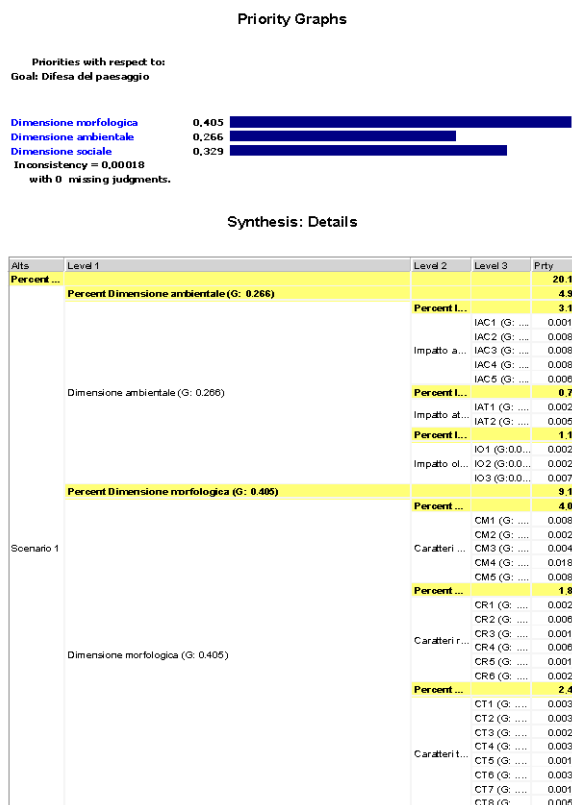 Priority Graphs
Priorities with respect to:
Goal: Difesa del paesaggio
Dimensione morfologica 0,405
Dimensione ambientale 0,266
Dimensione sociale 0,329
Inconsistency = 0,00018
with 0 missing judgments.
Synthesis: Details
Alts Level 1 Level 2 Level 3 Prty
Percent ... 20.1
Percent Dimensione ambientale (G: 0.266) 4.9
Percent I... 3.1
IAC1 (G: .... 0.001
IAC2 (G: .... 0.008
Impatto a... IAC3 (G: .... 0.008
IAC4 (G: .... 0.008
IAC5 (G: .... 0.006
Dimensione ambientale (G: 0.266) Percent I... 0.7
Impatto at... IAT1 (G: .... 0.002
IAT2 (G: .... 0.005
Percent I... 1.1
IO1 (G:0.0... 0.002
Impatto ol... IO2 (G:0.0... 0.002
IO3 (G:0.0... 0.007
Percent Dimensione morfologica (G: 0.405) 9.1
Percent ... 4.0
CM1 (G: .... 0.008
CM2 (G: .... 0.002
Scenario 1 Caratteri ... CM3 (G: .... 0.004
CM4 (G: .... 0.018
CM5 (G: .... 0.008
Percent ... 1.8
CR1 (G: .... 0.002
CR2 (G: .... 0.006
Caratteri r... CR3 (G: .... 0.001
Dimensione morfologica (G: 0.405) CR4 (G: .... 0.006
CR5 (G: .... 0.001
CR6 (G: .... 0.002
Percent ... 2.4
CT1 (G: .... 0.003
CT2 (G: .... 0.003
CT3 (G: .... 0.002
Caratteri t... CT4 (G: .... 0.003
CT5 (G: .... 0.001
CT6 (G: .... 0.003
CT7 (G: .... 0.001
CT8 (G: .... 0.005